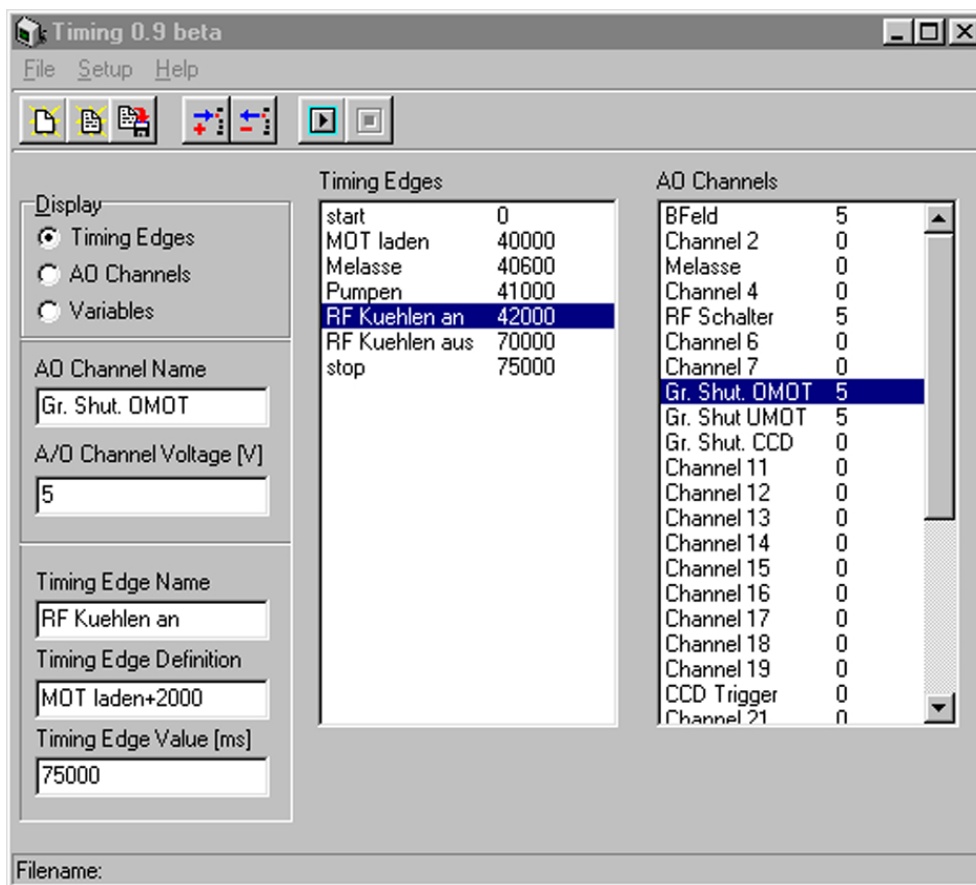 Timing 0.9 beta
File Setup Help
Display
Timing Edges
AO Channels
Variables
AO Channel Name
Gr. Shut. OMOT
A/O Channel Voltage [V]
5
Timing Edge Name
RF Kuehlen an
Timing Edge Definition
MOT laden+2000
Timing Edge Value [ms]
75000
Timing Edges
start 0
MOT laden 40000
Melasse 40600
Pumpen 41000
RF Kuehlen an 42000
RF Kuehlen aus 70000
stop 75000
AO Channels
BFeld 5
Channel 2 0
Melasse 0
Channel 4 0
RF Schalter 5
Channel 6 0
Channel 7 0
Gr. Shut. OMOT 5
Gr. Shut UMOT 5
Gr. Shut. CCD 0
Channel 11 0
Channel 12 0
Channel 13 0
Channel 14 0
Channel 15 0
Channel 16 0
Channel 17 0
Channel 18 0
Channel 19 0
CCD Trigger 0
Channel 21 0
Filename: